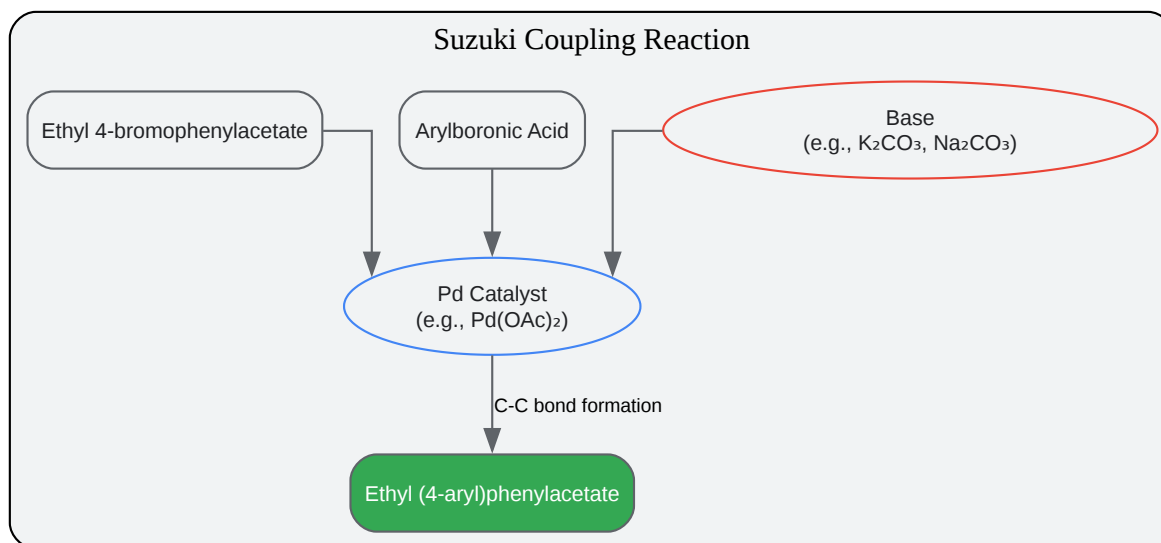 Suzuki Coupling Reaction
Ethyl 4-bromophenylacetate
Arylboronic Acid
Base
(e.g., K₂CO₃, Na₂CO₃)
Pd Catalyst
(e.g., Pd(OAc)₂)
C-C bond formation
Ethyl (4-aryl)phenylacetate